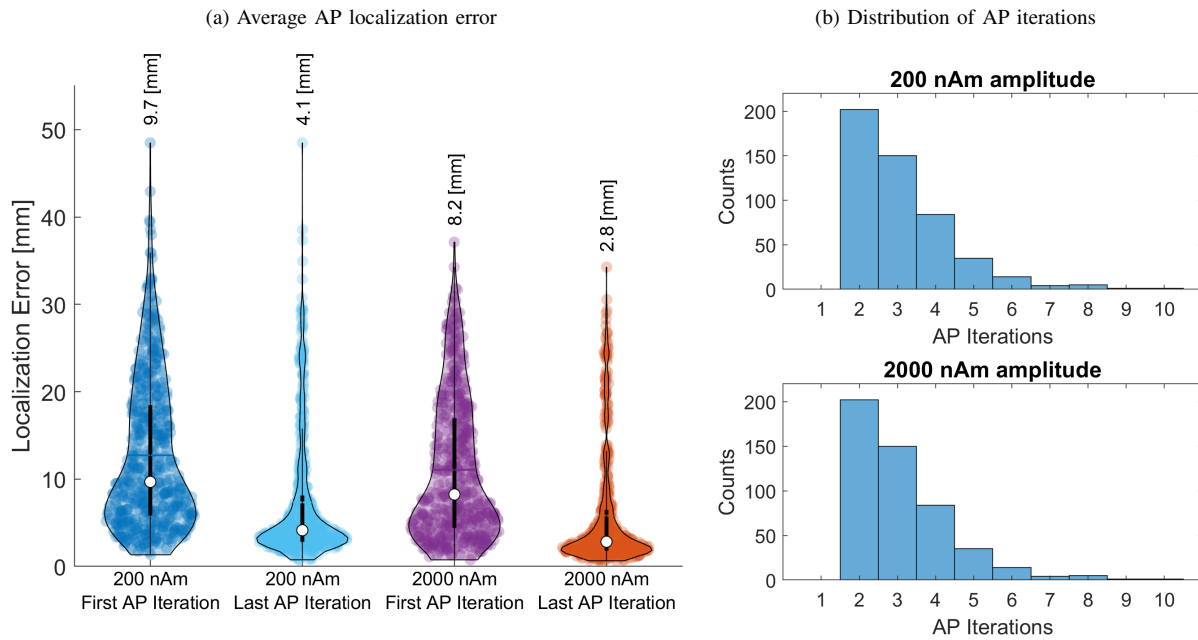 (a) Average AP localization error
9.7 [mm]
4.1 [mm]
8.2 [mm]
2.8 [mm]
Localization Error [mm]
50
40
30
20
10
0
200 nAm
First AP Iteration
200 nAm
Last AP Iteration
2000 nAm
First AP Iteration
2000 nAm
Last AP Iteration
(b) Distribution of AP iterations
200 nAm amplitude
Counts
200
150
100
50
0
1 2 3 4 5 6 7 8 9 10
AP Iterations
2000 nAm amplitude
Counts
200
150
100
50
0
1 2 3 4 5 6 7 8 9 10
AP Iterations